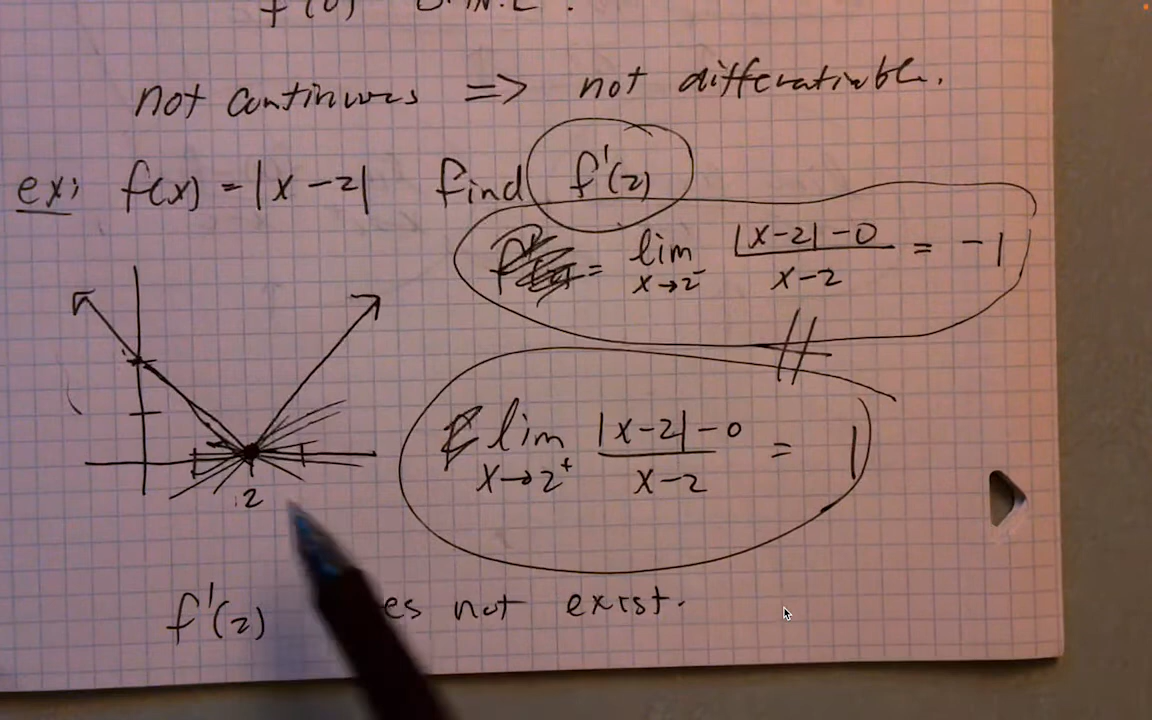 f'(0) D.N.E.
not continuous => not differentiable.
ex: f(x) = |x-2| find f'(2)
= lim x→2⁻ (|x-2|-0)/(x-2) = -1
≠
lim x→2⁺ (|x-2|-0)/(x-2) = 1
2
f'(2) es not exist.